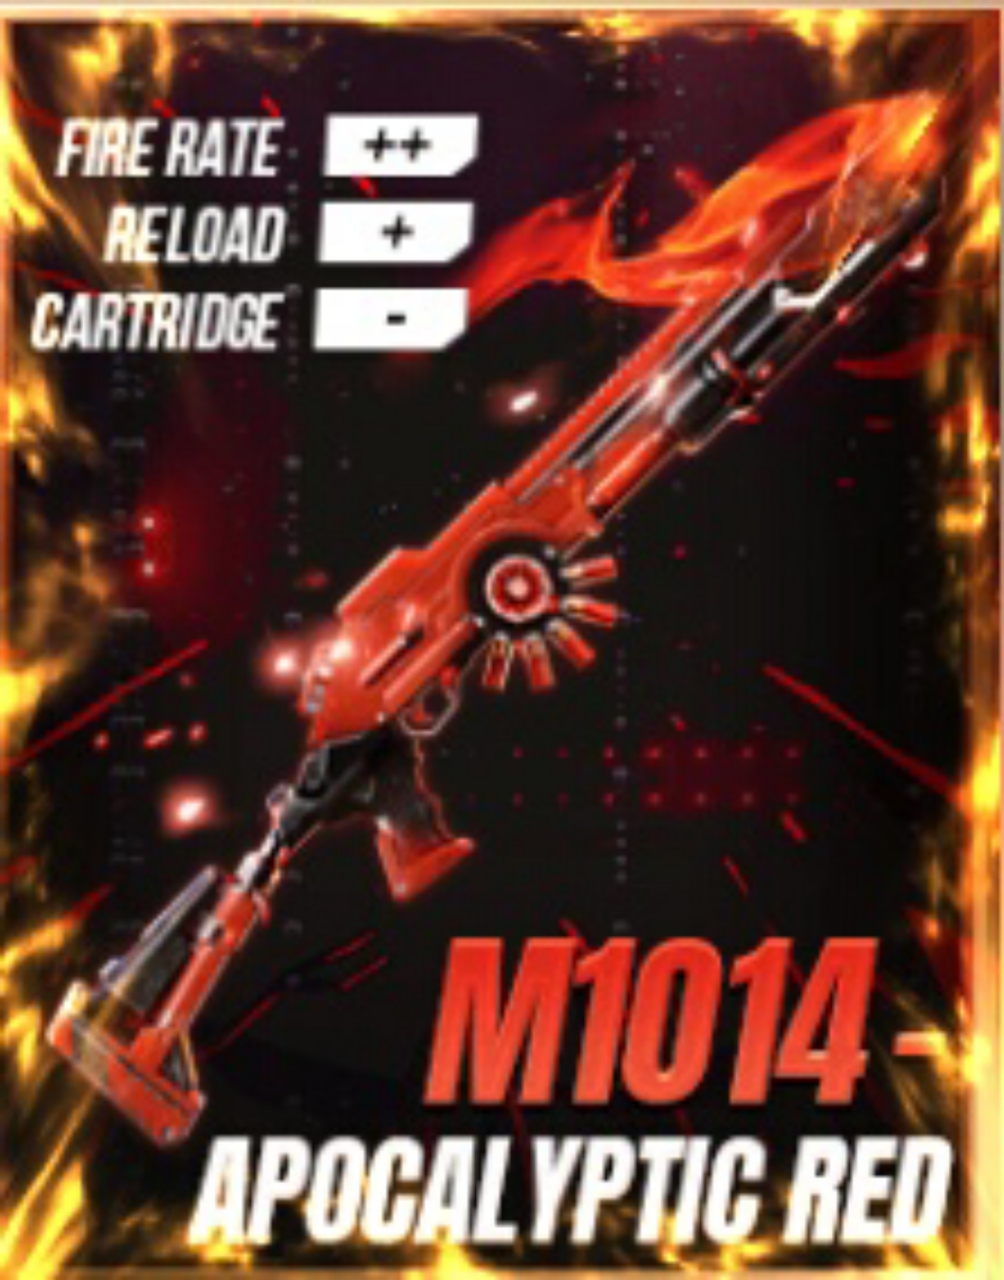 FIRE RATE ++
RELOAD +
CARTRIDGE -
M1014 -
APOCALYPTIC RED